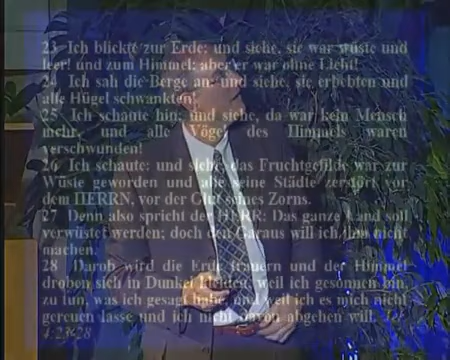 23 Ich blickte zur Erde; und siehe, sie war wüste und
leer! und zum Himmel; aber er war ohne Licht!
24 Ich sah die Berge an; und siehe, sie erbebten und
alle Hügel schwankten!
25 Ich schaute hin; und siehe, da war kein Mensch
mehr, und alle Vögel des Himmels waren
verschwunden!
26 Ich schaute: und siehe, das Fruchtgefilde war zur
Wüste geworden und alle seine Städte zerstört vor
dem HERRN, vor der Glut seines Zorns.
27 Denn also spricht der HERR: Das ganze Land soll
verwüstet werden; doch den Garaus will ich ihm nicht
machen.
28 Darob wird die Erde trauern und der Himmel
droben sich in Dunkel kleiden, weil ich gesonnen bin,
zu tun, was ich gesagt habe, und weil ich es mich nicht
gereuen lasse und ich nicht davon abgehen will. Jer
4:23-28